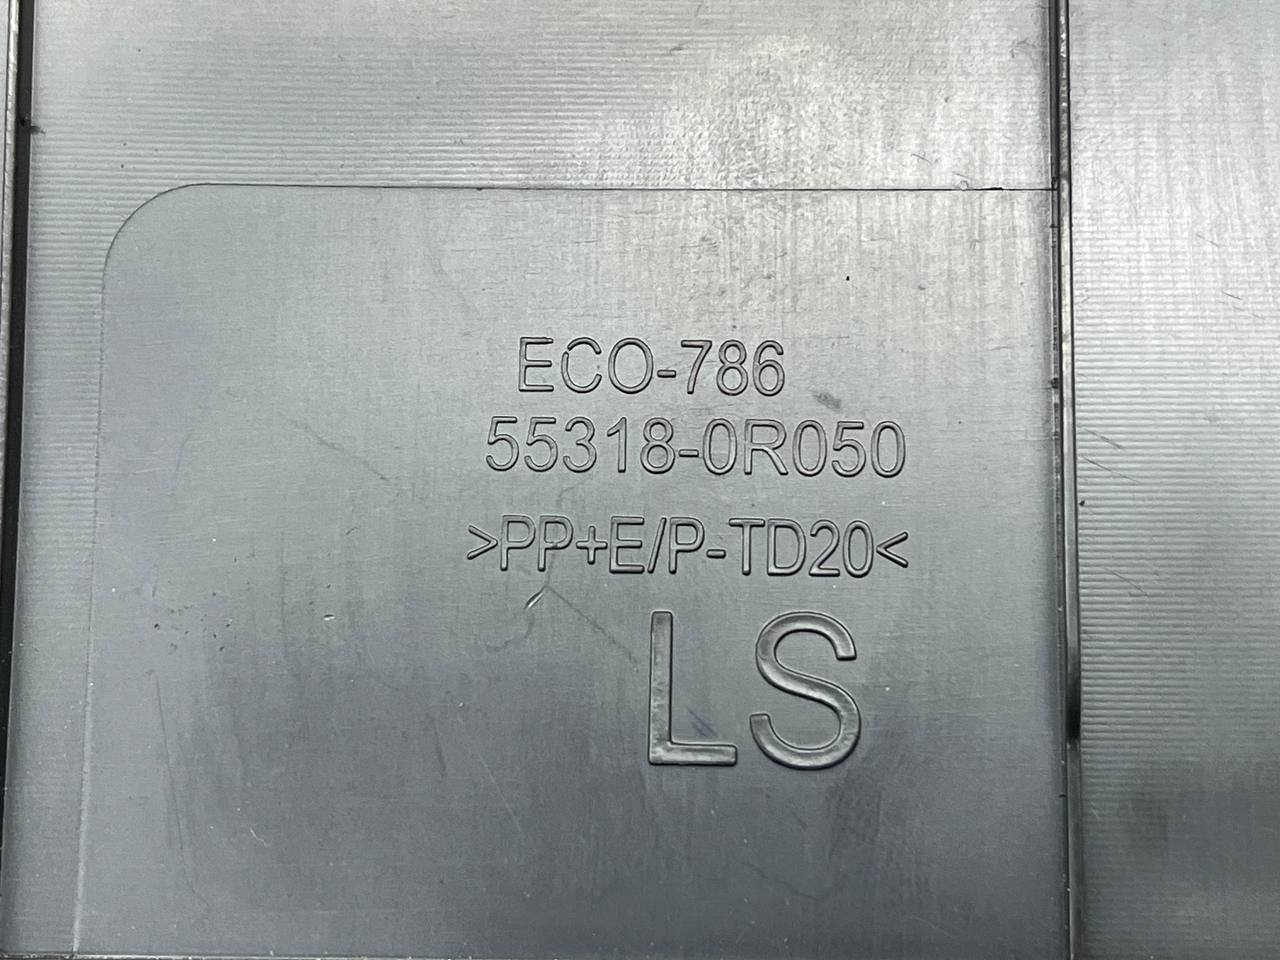 ECO-786
55318-0R050
>PP+E/P-TD20<
LS